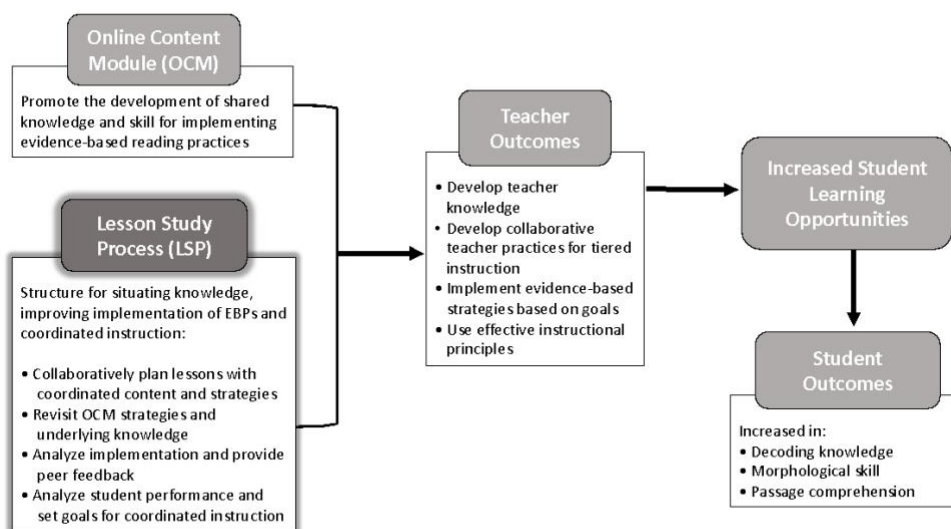 Online Content
Module (OCM)
Promote the development of shared
knowledge and skill for implementing
evidence-based reading practices
Lesson Study
Process (LSP)
Structure for situating knowledge,
improving implementation of EBPs and
coordinated instruction:
• Collaboratively plan lessons with
coordinated content and strategies
• Revisit OCM strategies and
underlying knowledge
• Analyze implementation and provide
peer feedback
• Analyze student performance and
set goals for coordinated instruction
Teacher
Outcomes
• Develop teacher
knowledge
• Develop collaborative
teacher practices for tiered
instruction
• Implement evidence-based
strategies based on goals
• Use effective instructional
principles
Increased Student
Learning
Opportunities
Student
Outcomes
Increased in:
• Decoding knowledge
• Morphological skill
• Passage comprehension